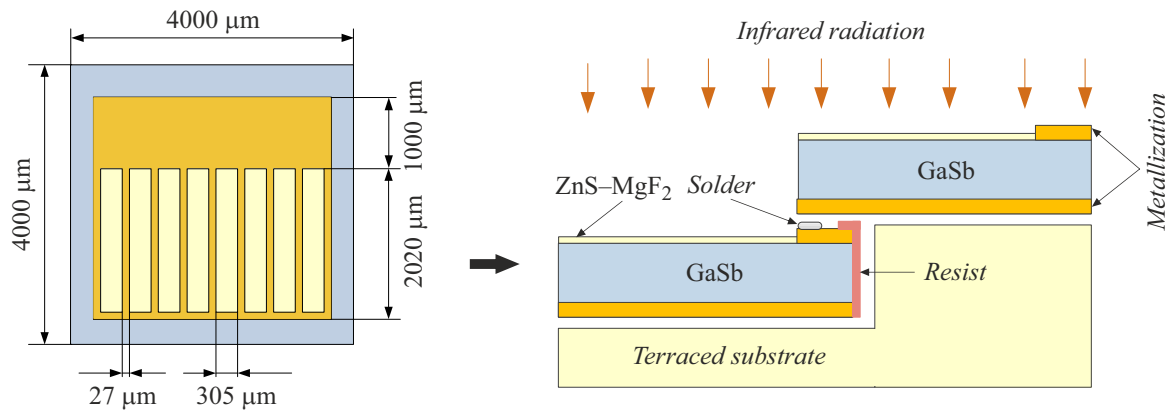 4000 μm
4000 μm
1000 μm
2020 μm
27 μm
305 μm
Infrared radiation
GaSb
Metallization
ZnS–MgF₂
Solder
GaSb
Resist
Terraced substrate